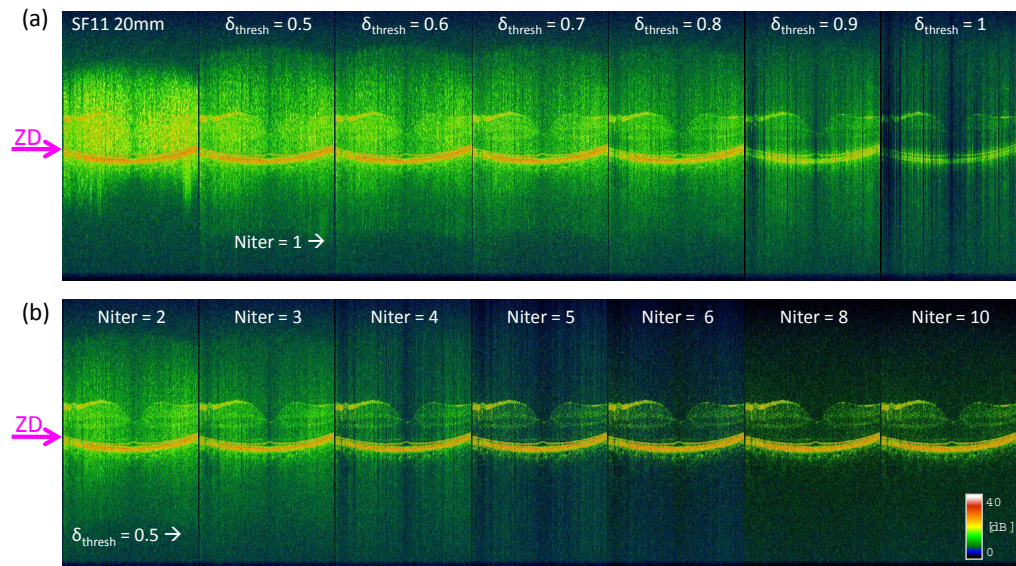 (a)
SF11 20mm δthresh = 0.5 δthresh = 0.6 δthresh = 0.7 δthresh = 0.8 δthresh = 0.9 δthresh = 1
ZD
Niter = 1 →
(b)
Niter = 2 Niter = 3 Niter = 4 Niter = 5 Niter = 6 Niter = 8 Niter = 10
ZD
δthresh = 0.5 →
40
[dB]
0